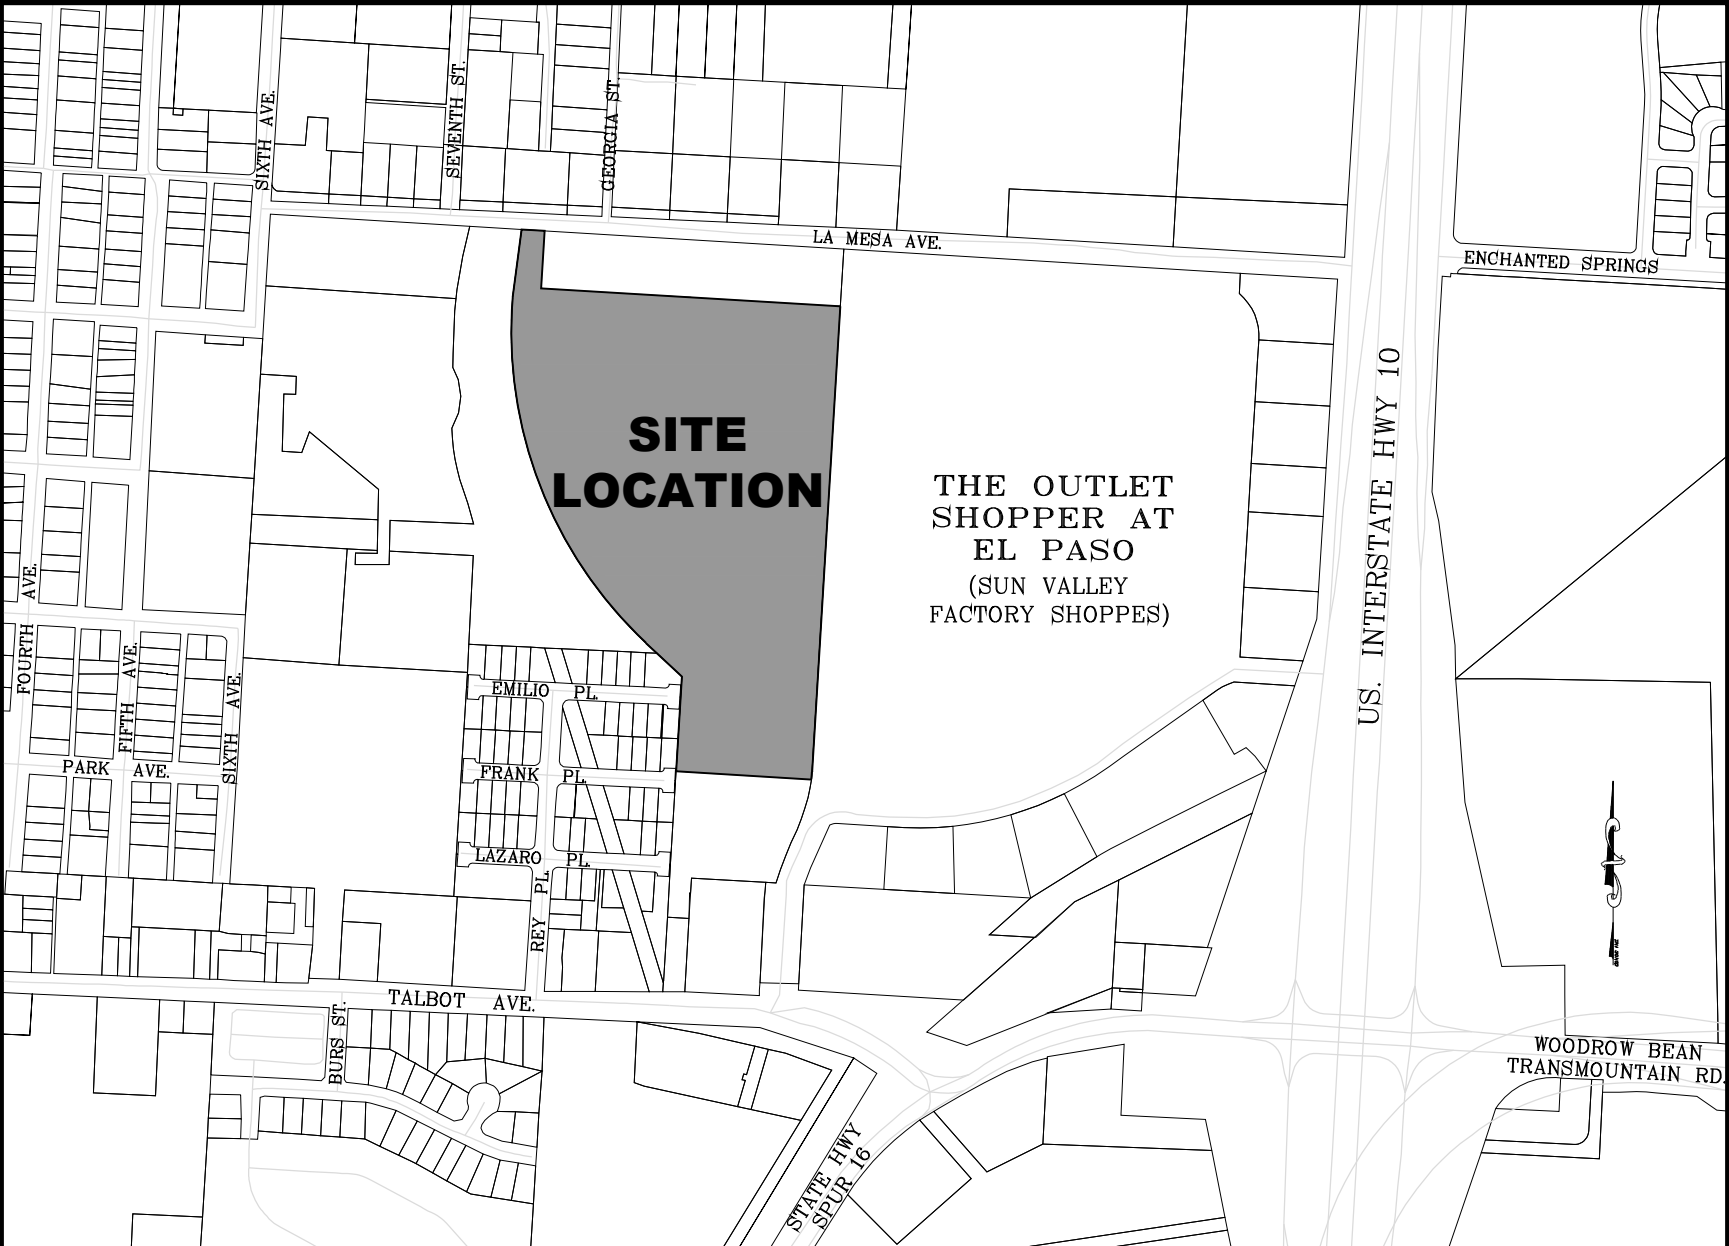 SIXTH AVE.
SEVENTH ST.
GEORGIA ST.
LA MESA AVE.
ENCHANTED SPRINGS
SITE
LOCATION
THE OUTLET
SHOPPER AT
EL PASO
(SUN VALLEY
FACTORY SHOPPES)
US. INTERSTATE HWY 10
FOURTH AVE.
FIFTH AVE.
SIXTH AVE.
PARK AVE.
EMILIO PL.
FRANK PL.
LAZARO PL.
REY PL.
TALBOT AVE.
BURS ST.
STATE HWY
SPUR 16
WOODROW BEAN
TRANSMOUNTAIN RD.